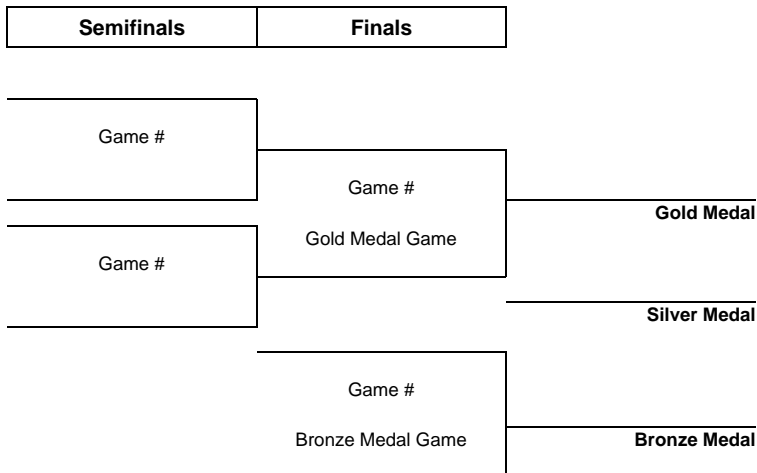 Semifinals Finals
Game #
Game #
Gold Medal
Gold Medal Game
Game #
Silver Medal
Game #
Bronze Medal Game Bronze Medal